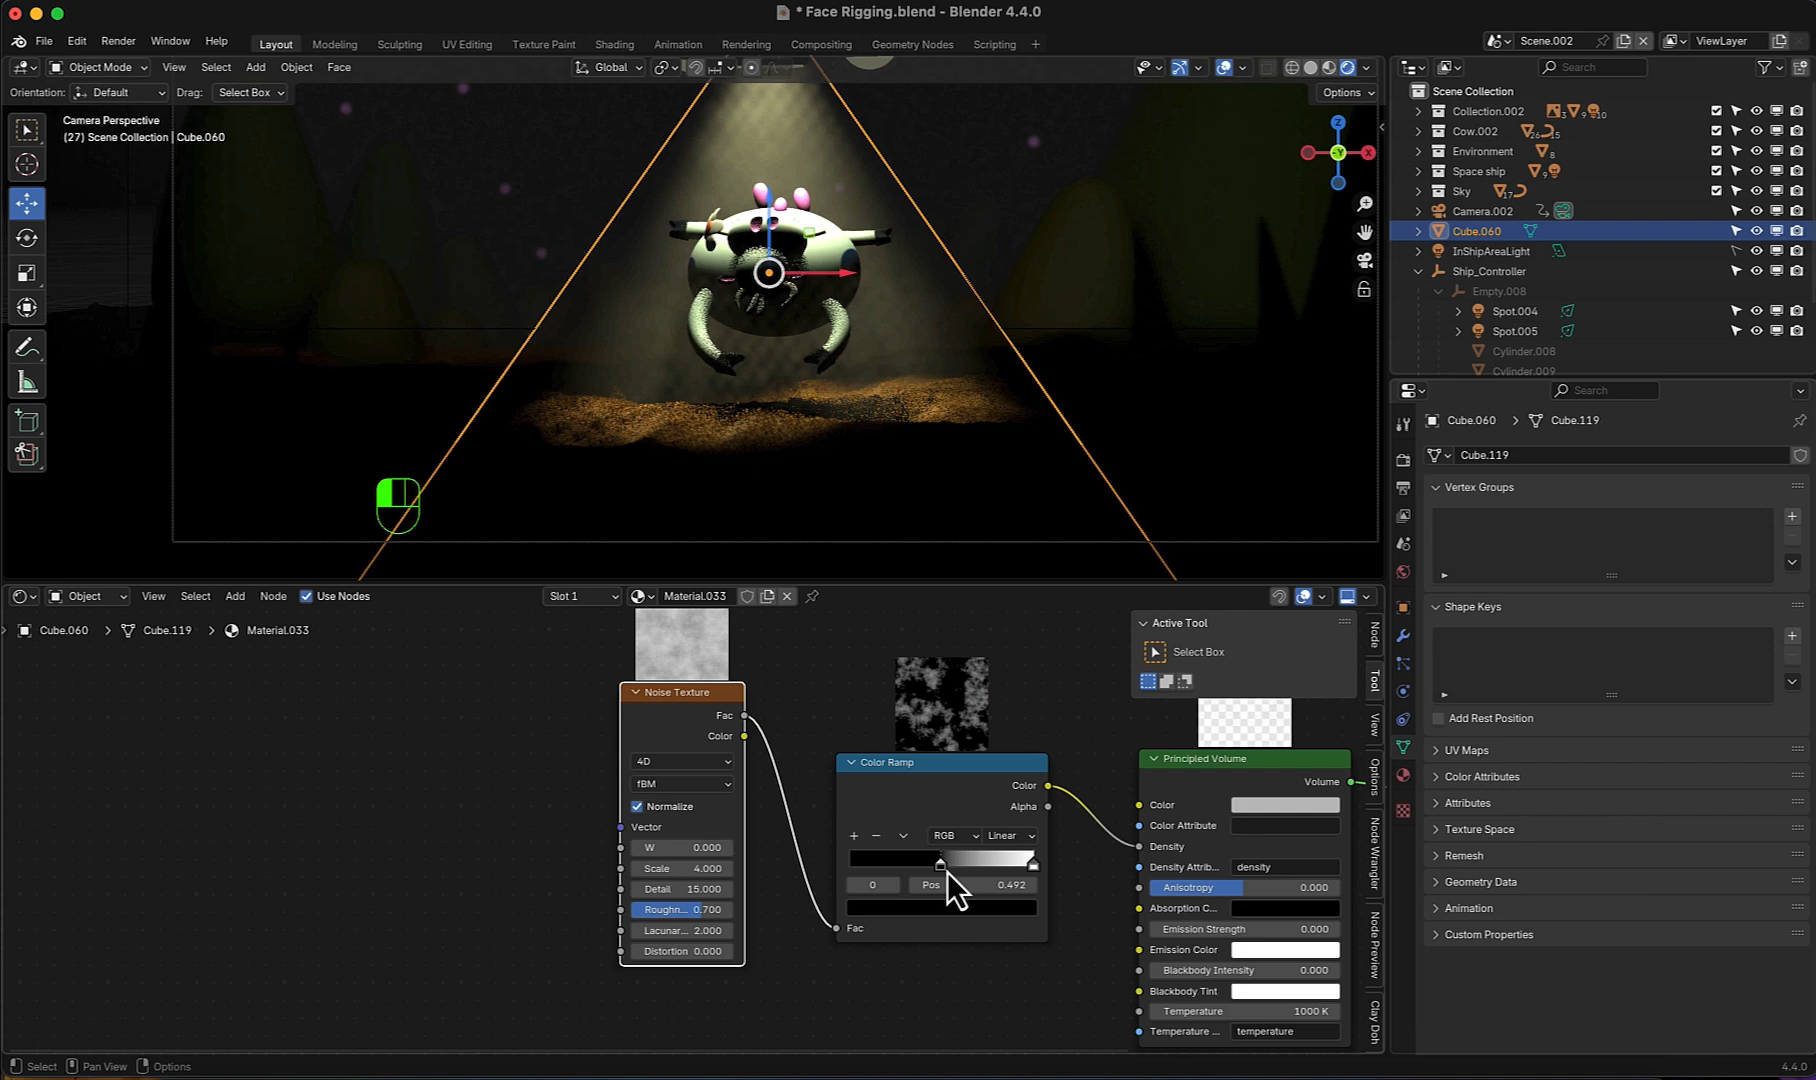 * Face Rigging.blend - Blender 4.4.0
File Edit Render Window Help Layout Modeling Sculpting UV Editing Texture Paint Shading Animation Rendering Compositing Geometry Nodes Scripting + Scene.002 ViewLayer
Object Mode View Select Add Object Face Global Search
Orientation: Default Drag: Select Box Options
Camera Perspective
(27) Scene Collection | Cube.060
Z
-Y
X
Scene Collection
Collection.002 3 9 10
Cow.002 26 15
Environment 8
Space ship 9
Sky 17
Camera.002
Cube.060
InShipAreaLight
Ship_Controller
Empty.008
Spot.004
Spot.005
Cylinder.008
Cylinder.009
Search
Cube.060 > Cube.119
Cube.119
Vertex Groups
Shape Keys
Add Rest Position
UV Maps
Color Attributes
Attributes
Texture Space
Remesh
Geometry Data
Animation
Custom Properties
Object View Select Add Node Use Nodes Slot 1 Material.033
Cube.060 > Cube.119 > Material.033
Noise Texture
Fac
Color
4D
fBM
Normalize
Vector
W 0.000
Scale 4.000
Detail 15.000
Roughn... 0.700
Lacunar... 2.000
Distortion 0.000
Color Ramp
Color
Alpha
+ − RGB Linear
0 Pos 0.492
Fac
Active Tool
Select Box
Principled Volume
Volume
Color
Color Attribute
Density
Density Attrib... density
Anisotropy 0.000
Absorption C...
Emission Strength 0.000
Emission Color
Blackbody Intensity 0.000
Blackbody Tint
Temperature 1000 K
Temperature ... temperature
Node
Tool
View
Options
Node Wrangler
Node Preview
Clay Doh
Select Pan View Options 4.4.0